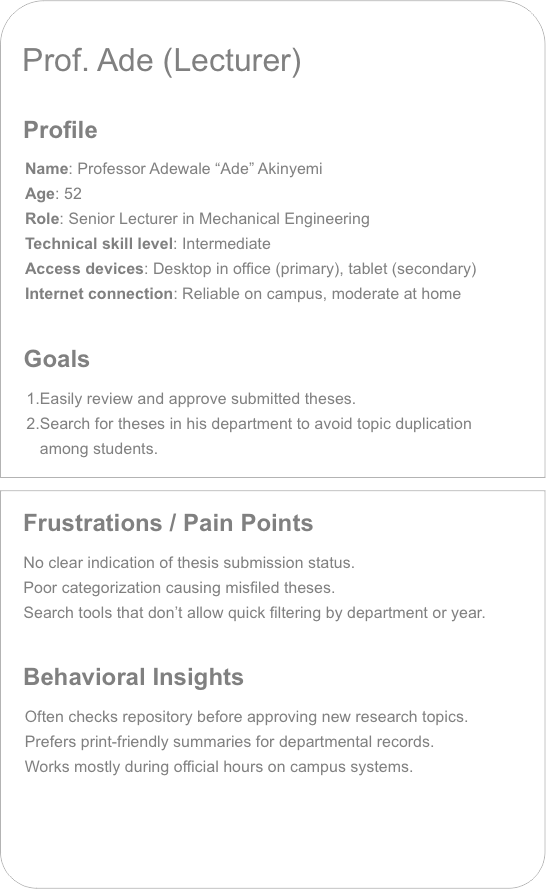 Prof. Ade (Lecturer)
Profile
Name: Professor Adewale “Ade” Akinyemi
Age: 52
Role: Senior Lecturer in Mechanical Engineering
Technical skill level: Intermediate
Access devices: Desktop in office (primary), tablet (secondary)
Internet connection: Reliable on campus, moderate at home
Goals
1.Easily review and approve submitted theses.
2.Search for theses in his department to avoid topic duplication
among students.
Frustrations / Pain Points
No clear indication of thesis submission status.
Poor categorization causing misfiled theses.
Search tools that don’t allow quick filtering by department or year.
Behavioral Insights
Often checks repository before approving new research topics.
Prefers print-friendly summaries for departmental records.
Works mostly during official hours on campus systems.